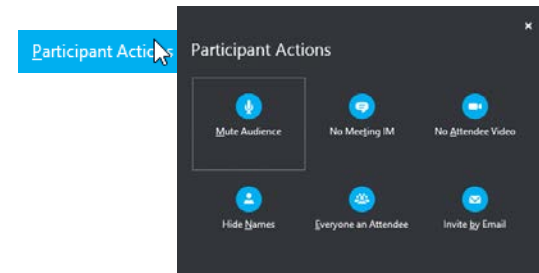 Participant Actions
Participant Actions
Mute Audience
No Meeting IM
No Attendee Video
Hide Names
Everyone an Attendee
Invite by Email